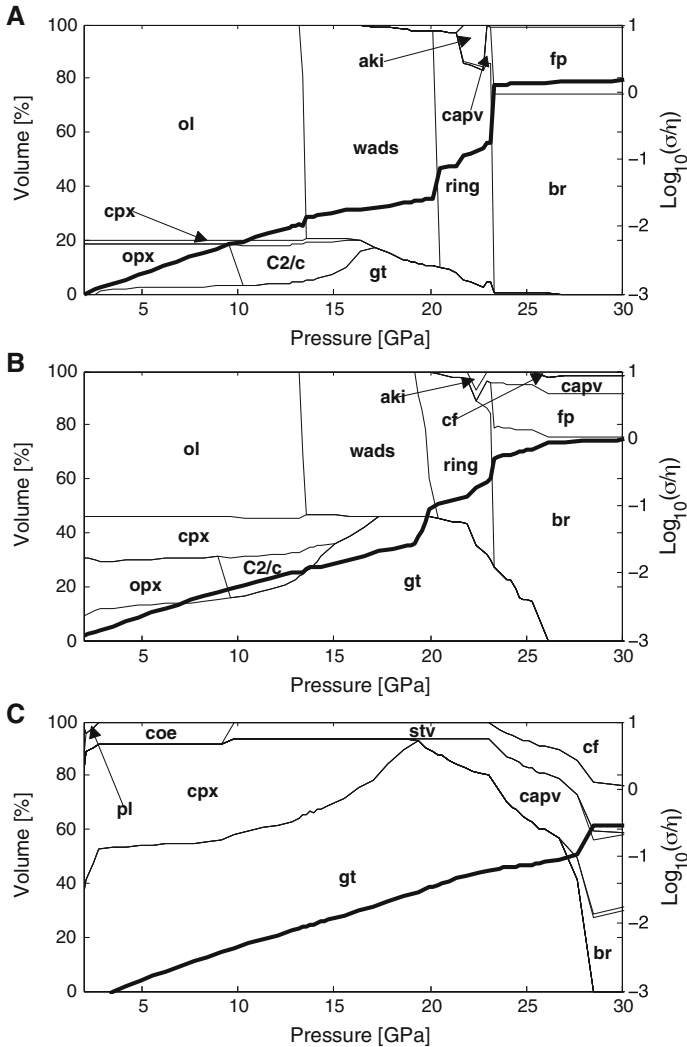 A
100
80
60
40
20
0
Volume [%]
ol
cpx
opx
C2/c
wads
gt
aki
capv
ring
fp
br
1
0
−1
−2
−3
Log10(σ/η)
5
10
15
20
25
30
Pressure [GPa]
B
100
80
60
40
20
0
Volume [%]
ol
cpx
opx
C2/c
wads
gt
aki
cf
ring
capv
fp
br
1
0
−1
−2
−3
Log10(σ/η)
5
10
15
20
25
30
Pressure [GPa]
C
100
80
60
40
20
0
Volume [%]
coe
stv
pl
cpx
gt
capv
cf
br
1
0
−1
−2
−3
Log10(σ/η)
5
10
15
20
25
30
Pressure [GPa]